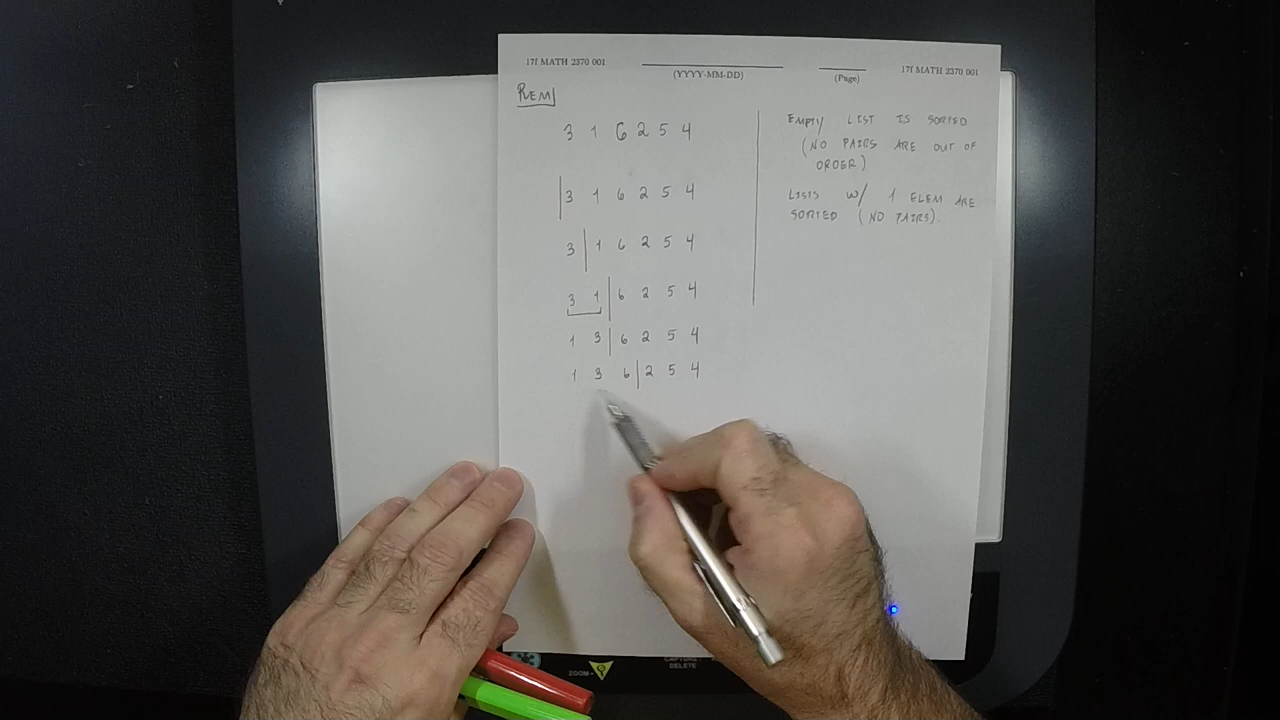 17f MATH 2370 001
(YYYY-MM-DD)
(Page)
17f MATH 2370 001
3 1 6 2 5 4
|3 1 6 2 5 4
3|1 6 2 5 4
3 1|6 2 5 4
1 3|6 2 5 4
1 3 6|2 5 4
EMPTY LIST IS SORTED
(NO PAIRS ARE OUT OF
ORDER)
LISTS W/ 1 ELEM ARE
SORTED (NO PAIRS).
ZOOM-
CAPTURE/
DELETE